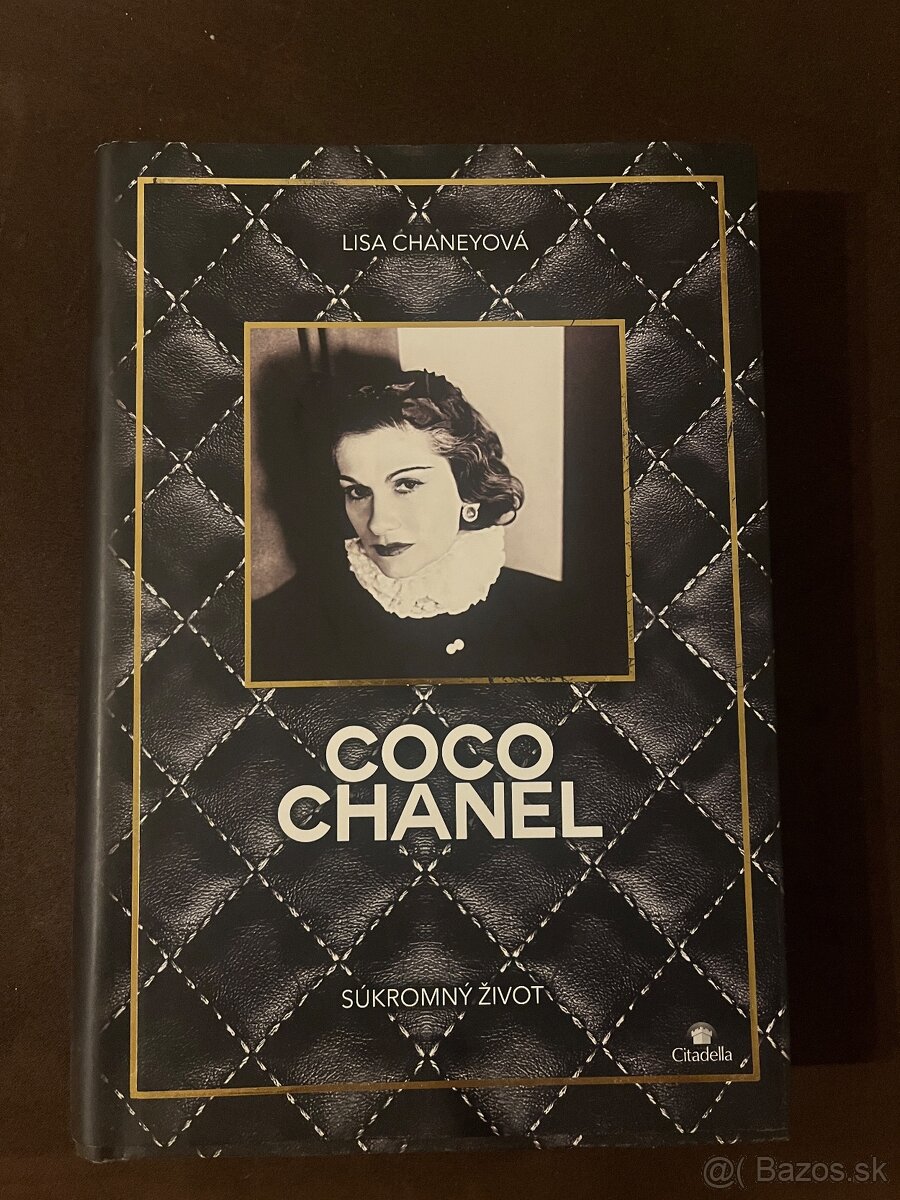 LISA CHANEYOVÁ
COCO
CHANEL
SÚKROMNÝ ŽIVOT
Citadella
@( Bazos.sk